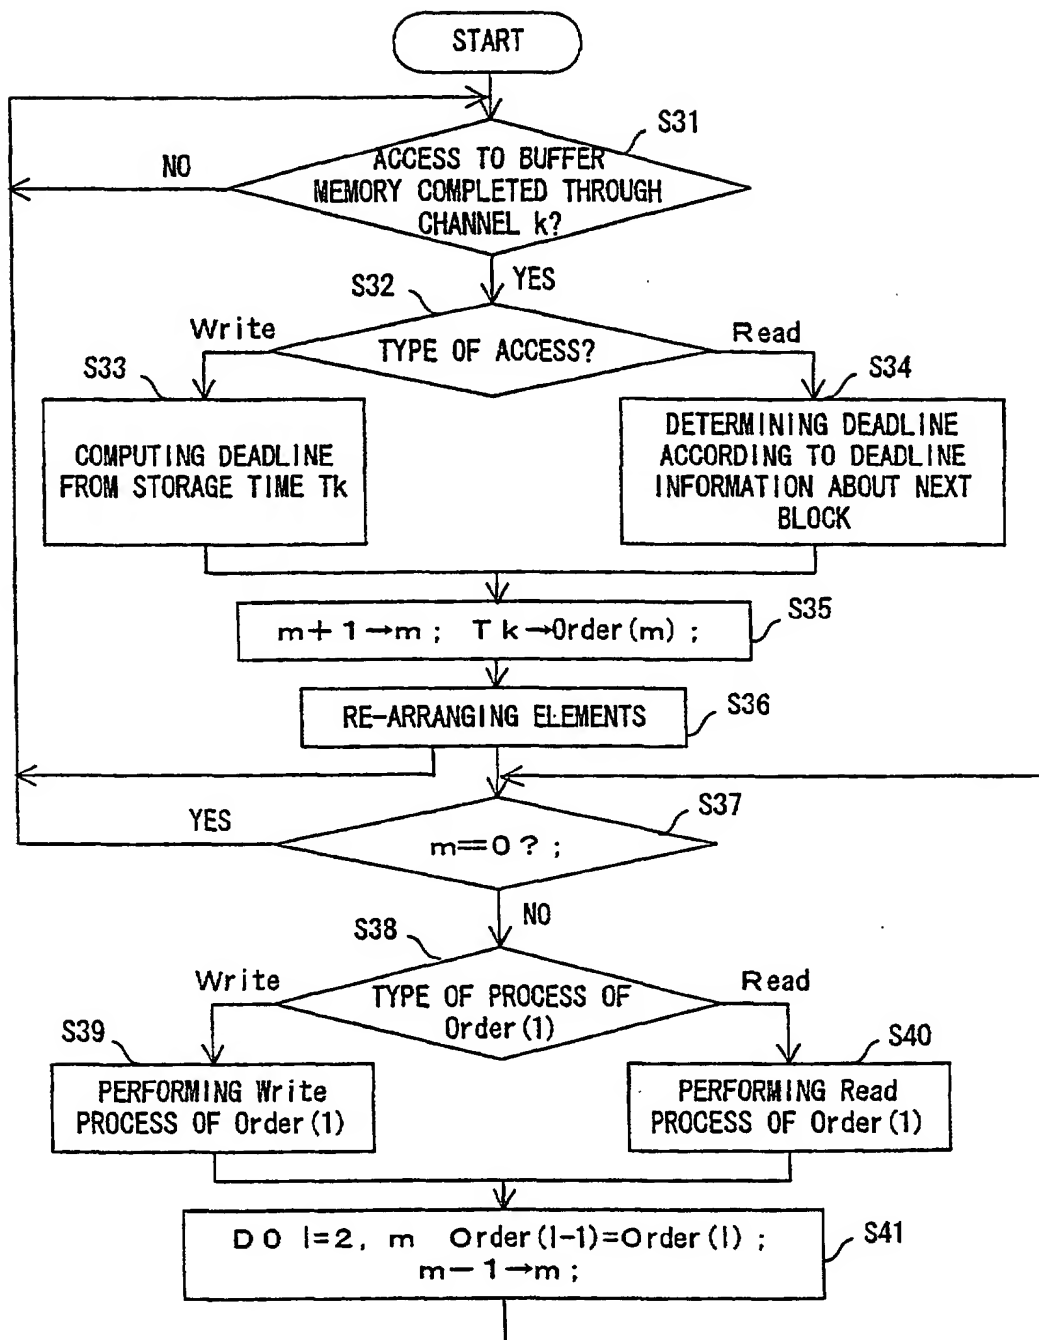 START
S31
NO
ACCESS TO BUFFER
MEMORY COMPLETED THROUGH
CHANNEL k?
YES
S32
Write
TYPE OF ACCESS?
Read
S33
S34
COMPUTING DEADLINE
FROM STORAGE TIME Tk
DETERMINING DEADLINE
ACCORDING TO DEADLINE
INFORMATION ABOUT NEXT
BLOCK
S35
m+1→m; Tk→Order(m);
RE-ARRANGING ELEMENTS
S36
S37
YES
m==0?;
NO
S38
Write
TYPE OF PROCESS OF
Order(1)
Read
S39
S40
PERFORMING Write
PROCESS OF Order(1)
PERFORMING Read
PROCESS OF Order(1)
DO l=2, m Order(l-1)=Order(l);
m-1→m;
S41